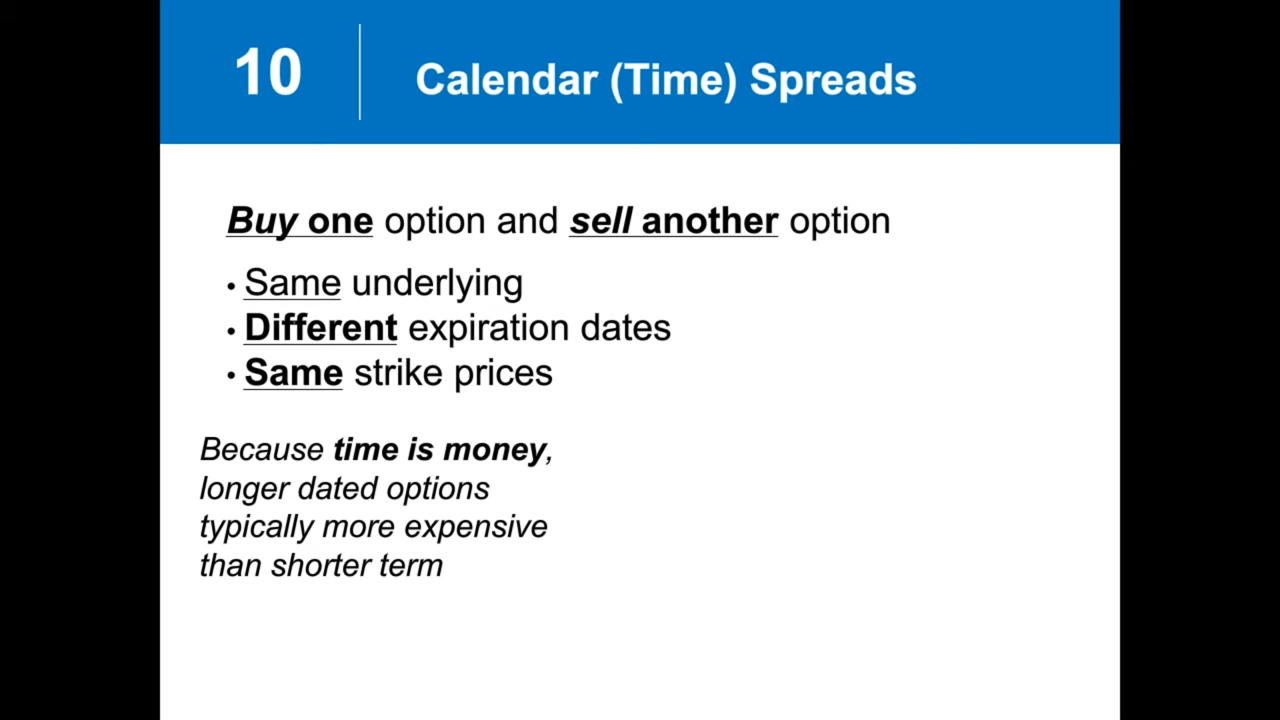 10
Calendar (Time) Spreads
Buy one option and sell another option
• Same underlying
• Different expiration dates
• Same strike prices
Because time is money,
longer dated options
typically more expensive
than shorter term